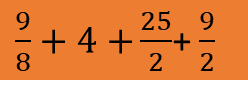 9/8 + 4 + 25/2 + 9/2